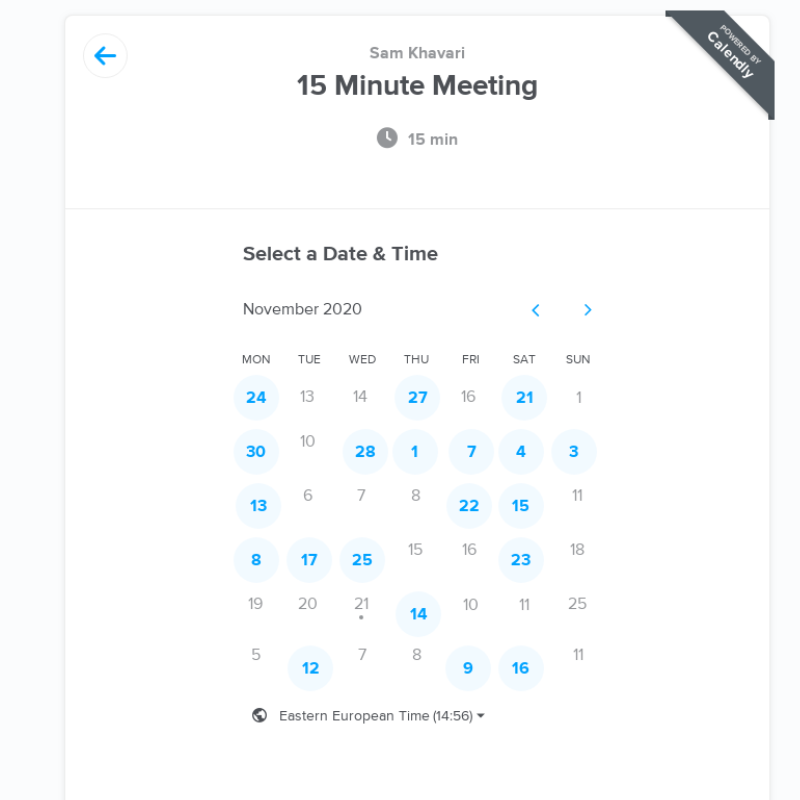 POWERED BY
Calendly
Sam Khavari
15 Minute Meeting
15 min
Select a Date & Time
November 2020
MON TUE WED THU FRI SAT SUN
24 13 14 27 16 21 1
30 10 28 1 7 4 3
13 6 7 8 22 15 11
8 17 25 15 16 23 18
19 20 21 14 10 11 25
5 12 7 8 9 16 11
Eastern European Time (14:56)